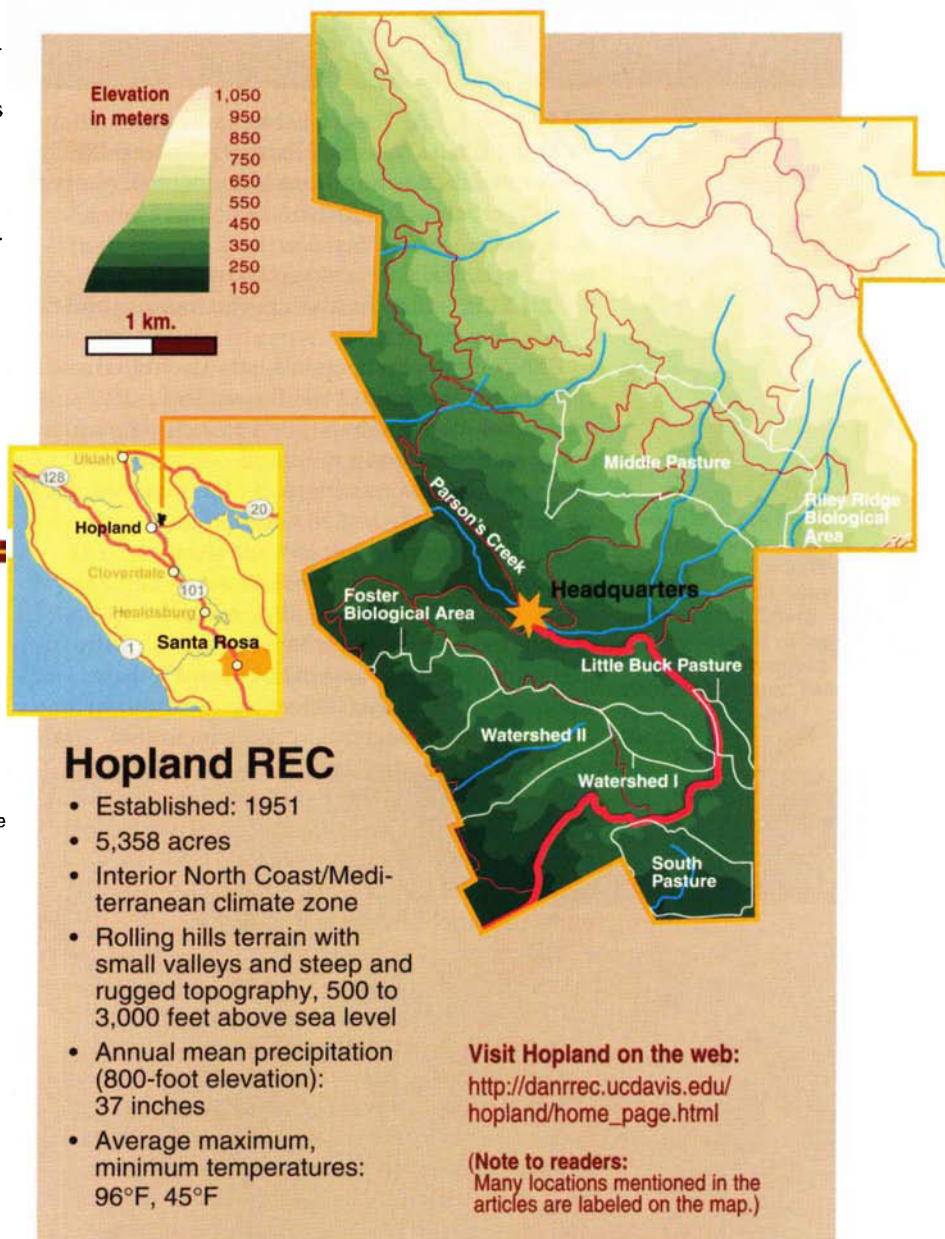 Elevation
in meters
1,050
950
850
750
650
550
450
350
250
150
1 km.
Ukiah
128
20
Hopland
Cloverdale
101
Healdsburg
Santa Rosa
1
Middle Pasture
Riley Ridge
Biological
Area
Parson's Creek
Headquarters
Foster
Biological Area
Little Buck Pasture
Watershed II
Watershed I
South
Pasture
Hopland REC
• Established: 1951
• 5,358 acres
• Interior North Coast/Medi-
terranean climate zone
• Rolling hills terrain with
small valleys and steep and
rugged topography, 500 to
3,000 feet above sea level
• Annual mean precipitation
(800-foot elevation):
37 inches
• Average maximum,
minimum temperatures:
96°F, 45°F
Visit Hopland on the web:
http://danrrec.ucdavis.edu/
hopland/home_page.html
(Note to readers:
Many locations mentioned in the
articles are labeled on the map.)